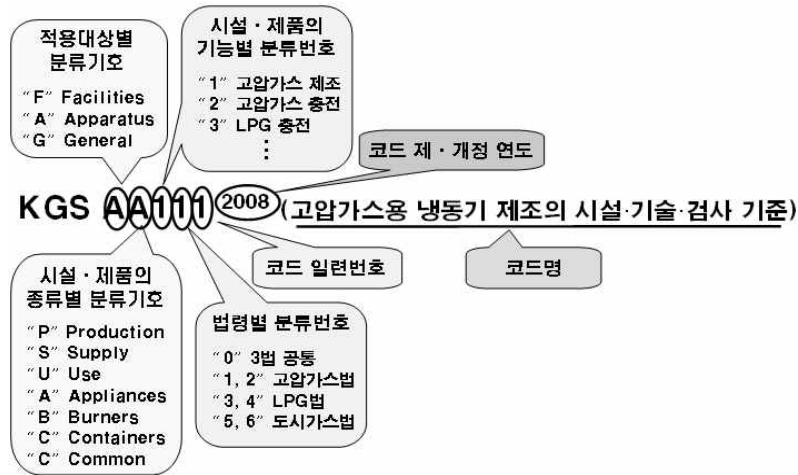 적용대상별
분류기호
"F" Facilities
"A" Apparatus
"G" General
시설·제품의
기능별 분류번호
"1" 고압가스 제조
"2" 고압가스 충전
"3" LPG 충전
⋮
코드 제·개정 연도
KGS AA111 2008 (고압가스용 냉동기 제조의 시설·기술·검사 기준)
코드 일련번호
코드명
시설·제품의
종류별 분류기호
"P" Production
"S" Supply
"U" Use
"A" Appliances
"B" Burners
"C" Containers
"C" Common
법령별 분류번호
"0" 3법 공통
"1, 2" 고압가스법
"3, 4" LPG법
"5, 6" 도시가스법